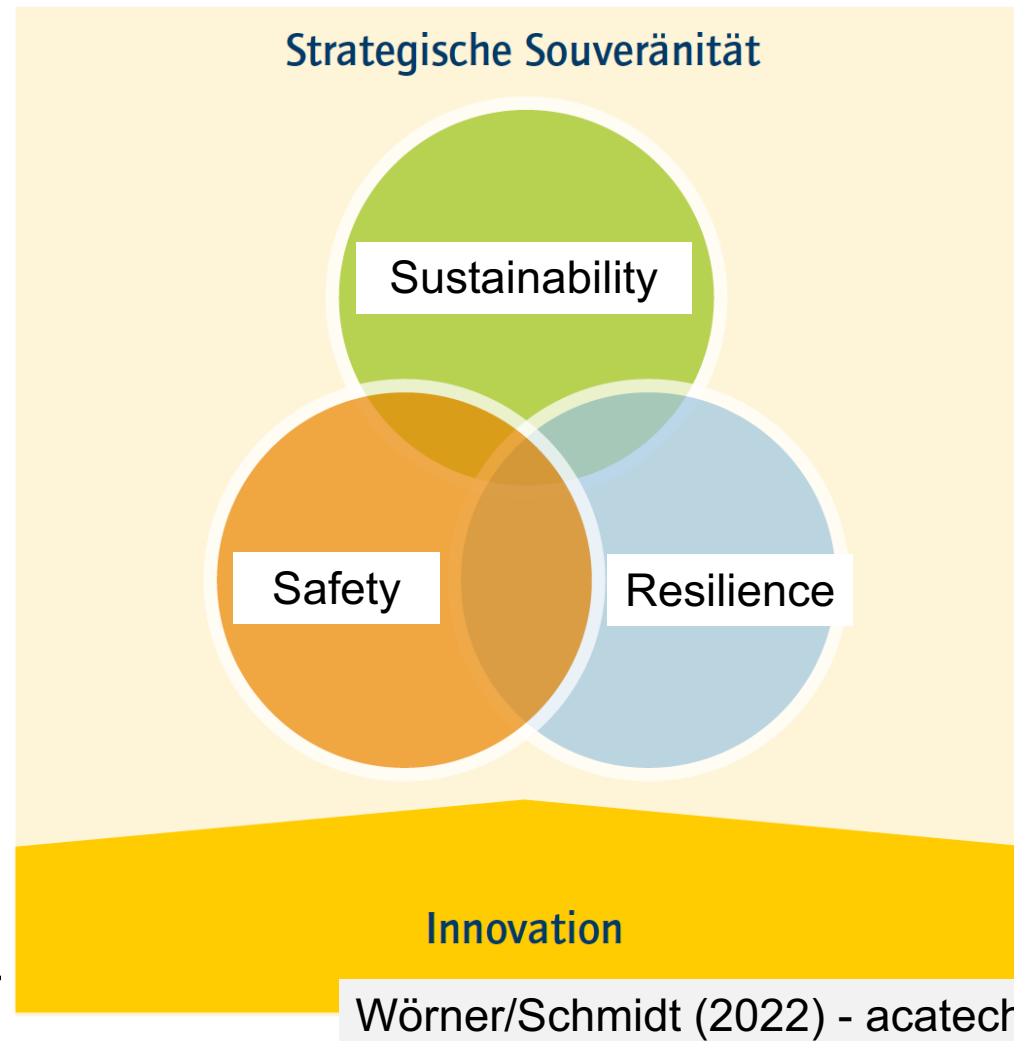 Strategische Souveränität
Sustainability
Safety
Resilience
Innovation
Wörner/Schmidt (2022) - acatech